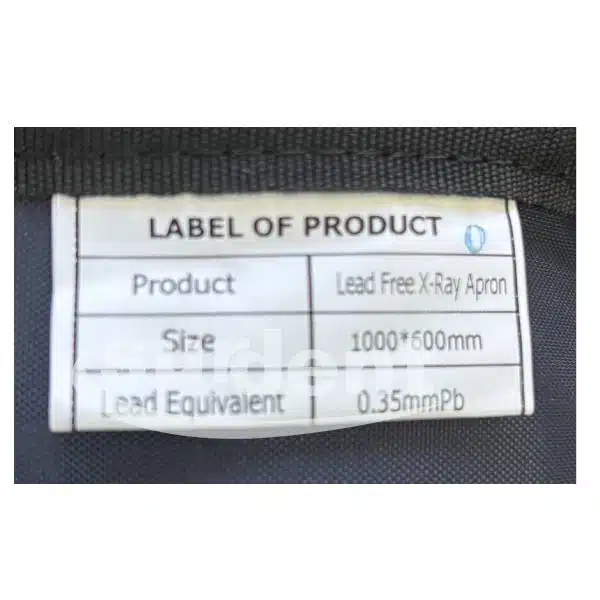 LABEL OF PRODUCT
Product Lead Free X-Ray Apron
Size 1000*600mm
Lead Equivalent 0.35mmPb